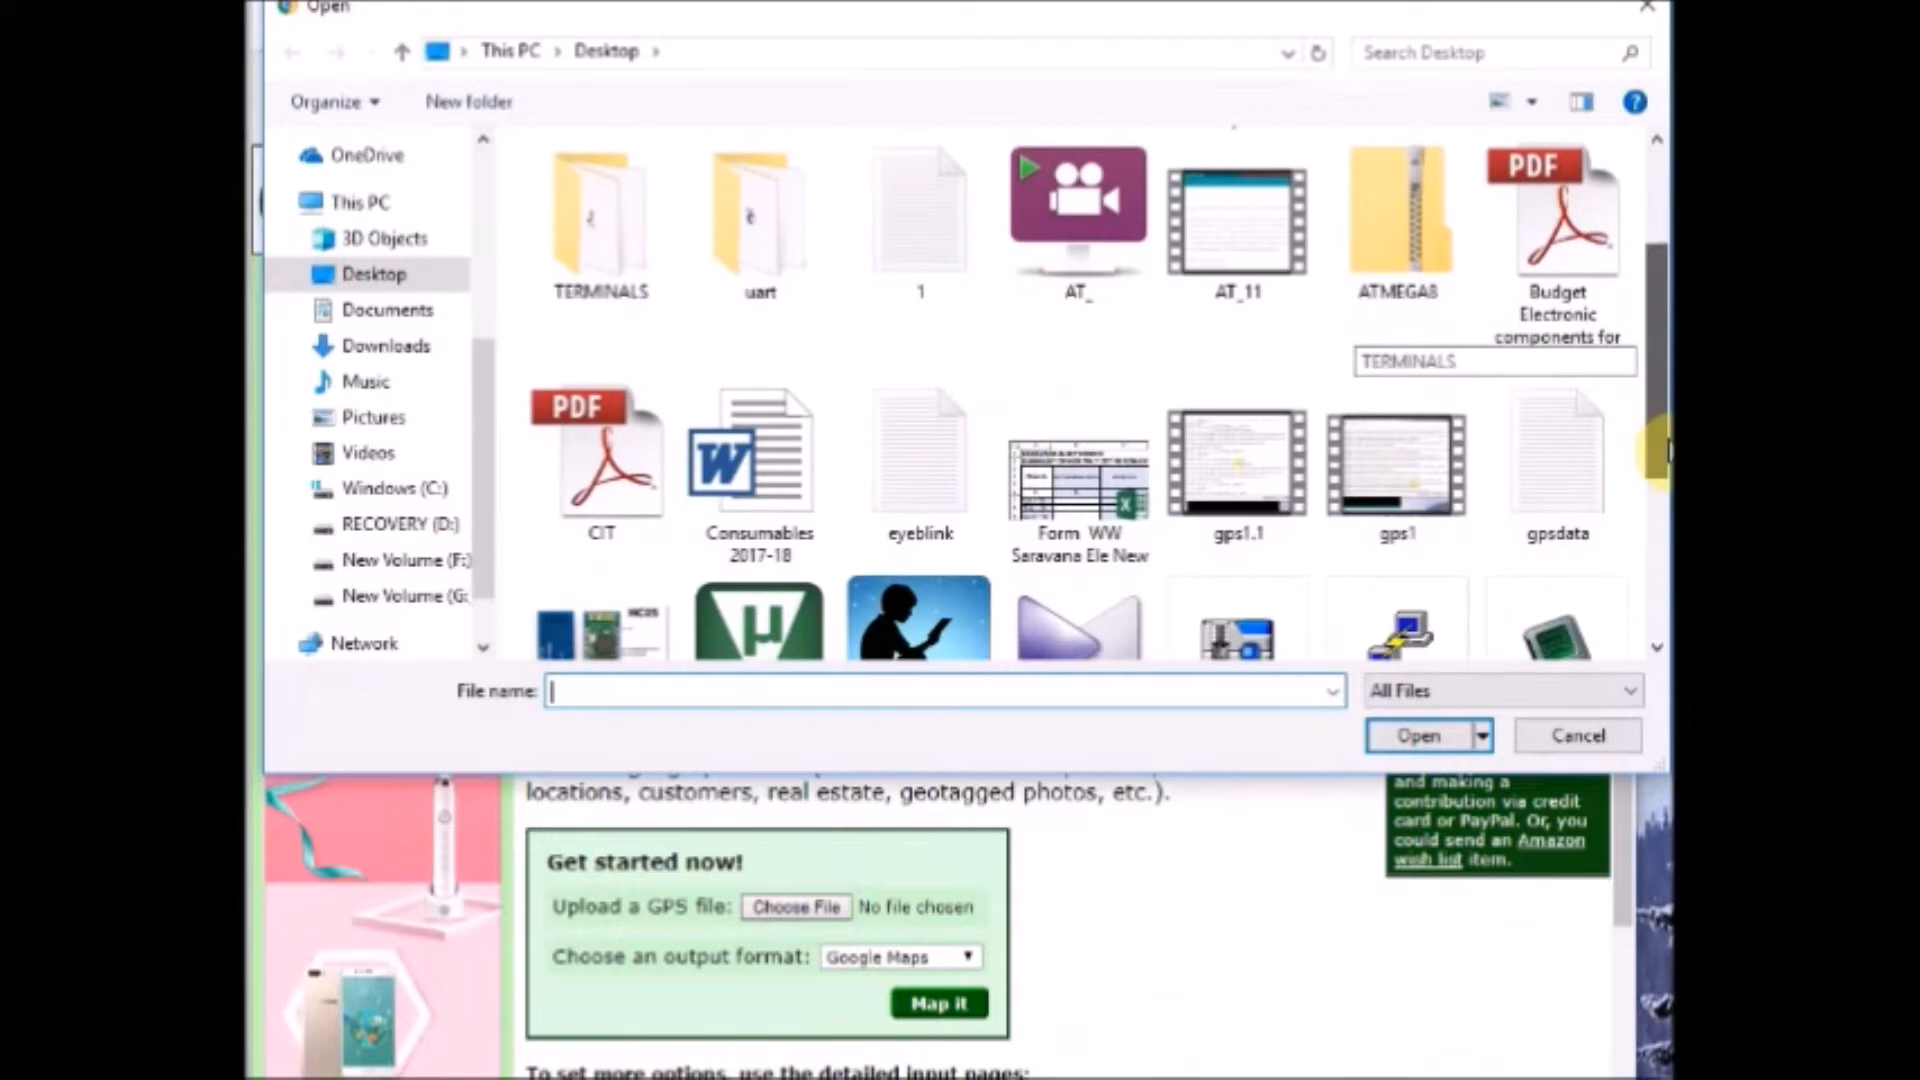 Open
This PC > Desktop >
Search Desktop
Organize
New folder
OneDrive
This PC
3D Objects
Desktop
Documents
Downloads
Music
Pictures
Videos
Windows (C:)
RECOVERY (D:)
New Volume (F:)
New Volume (G:
Network
TERMINALS
uart
1
AT_
AT_11
ATMEGA8
PDF
Budget
Electronic
components for
TERMINALS
PDF
CIT
W
Consumables
2017-18
eyeblink
Form WW
Saravana Ele New
gps1.1
gps1
gpsdata
HC05
µ
File name:
All Files
Open
Cancel
locations, customers, real estate, geotagged photos, etc.).
Get started now!
Upload a GPS file: Choose File No file chosen
Choose an output format: Google Maps
Map it
To set more options, use the detailed input pages:
and making a
contribution via credit
card or PayPal. Or, you
could send an Amazon
wish list item.